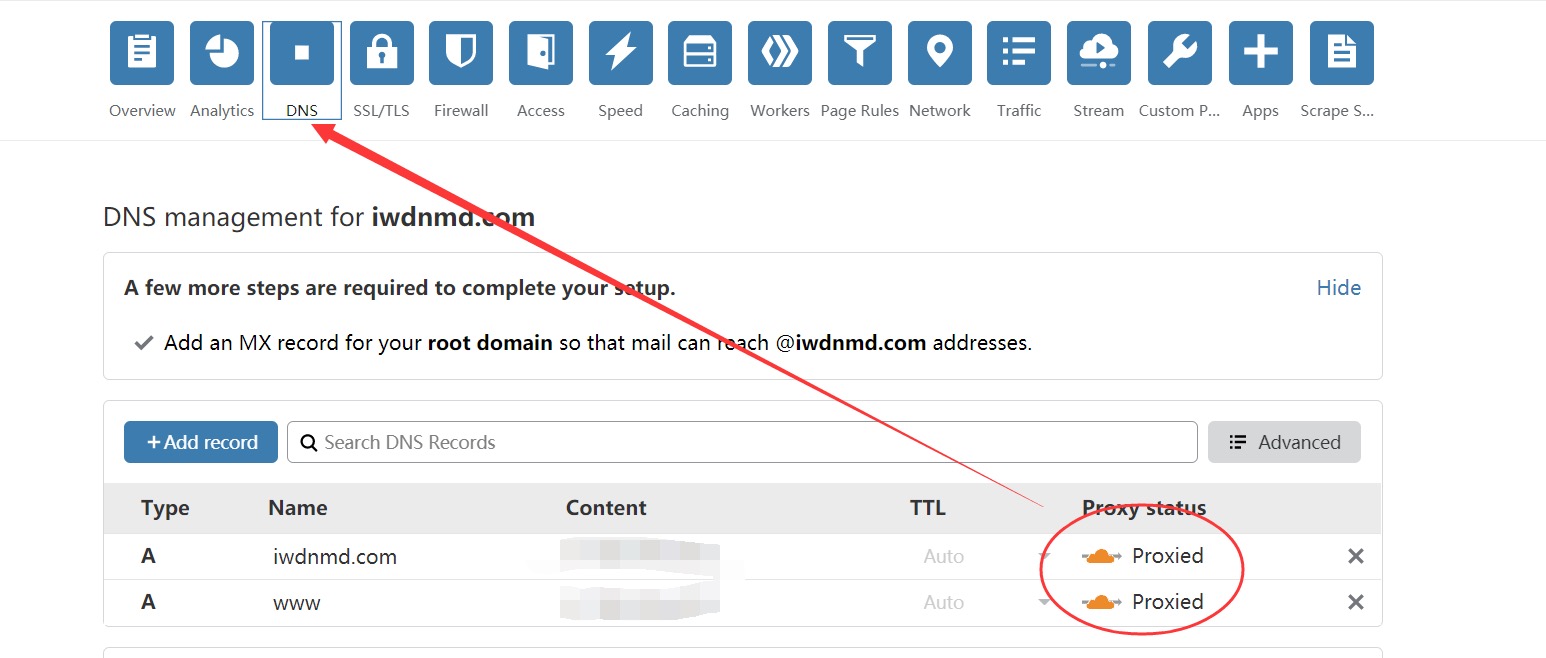 Overview Analytics DNS SSL/TLS Firewall Access Speed Caching Workers Page Rules Network Traffic Stream Custom P... Apps Scrape S...
DNS management for iwdnmd.com
A few more steps are required to complete your setup. Hide
Add an MX record for your root domain so that mail can reach @iwdnmd.com addresses.
+Add record Search DNS Records Advanced
Type Name Content TTL Proxy status
A iwdnmd.com Auto Proxied
A www Auto Proxied